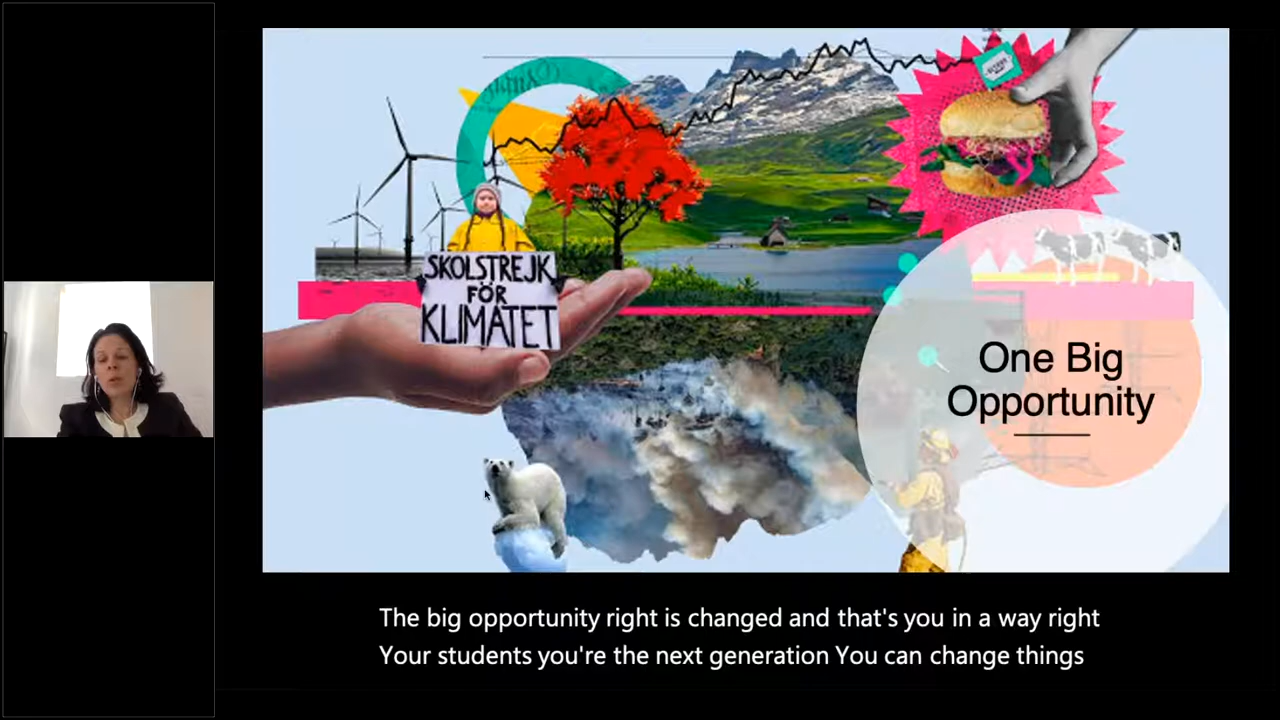 SKOLSTREJK
FÖR
KLIMATET
One Big
Opportunity
The big opportunity right is changed and that's you in a way right
Your students you're the next generation You can change things